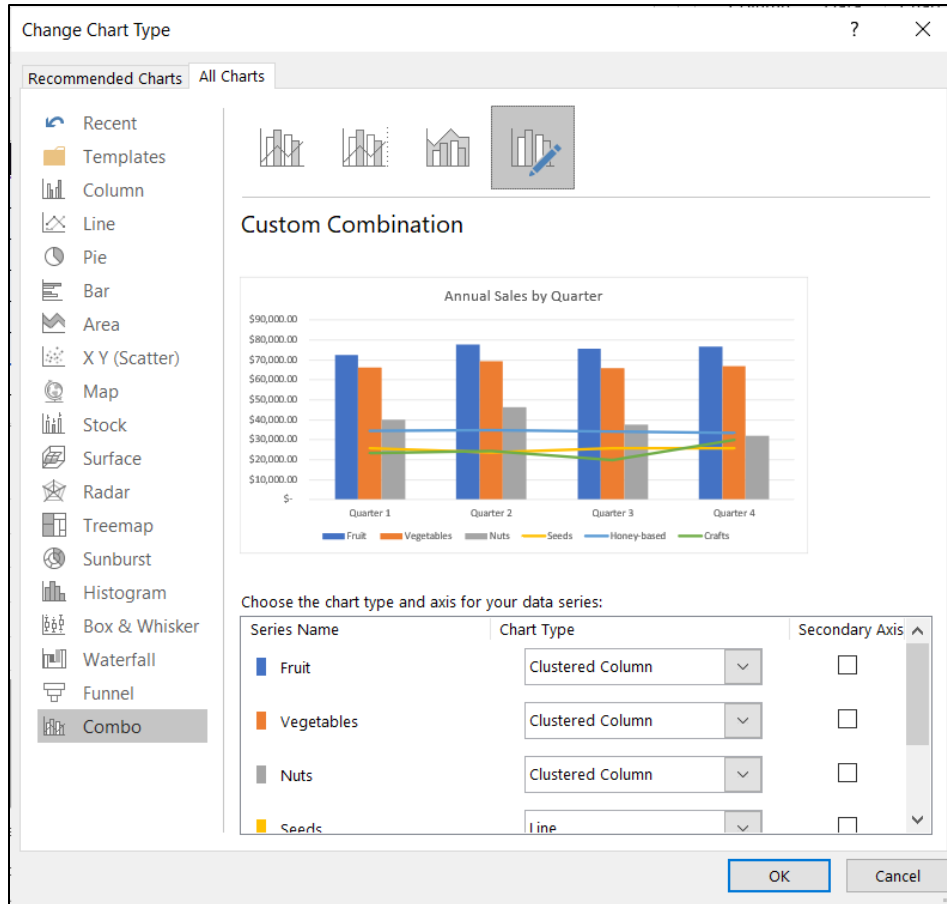 Change Chart Type
?
Recommended Charts All Charts
Recent
Templates
Column
Line
Pie
Bar
Area
X Y (Scatter)
Map
Stock
Surface
Radar
Treemap
Sunburst
Histogram
Box & Whisker
Waterfall
Funnel
Combo
Custom Combination
Annual Sales by Quarter
$90,000.00
$80,000.00
$70,000.00
$60,000.00
$50,000.00
$40,000.00
$30,000.00
$20,000.00
$10,000.00
$-
Quarter 1 Quarter 2 Quarter 3 Quarter 4
Fruit Vegetables Nuts Seeds Honey-based Crafts
Choose the chart type and axis for your data series:
Series Name Chart Type Secondary Axis
Fruit Clustered Column
Vegetables Clustered Column
Nuts Clustered Column
Seeds Line
OK Cancel